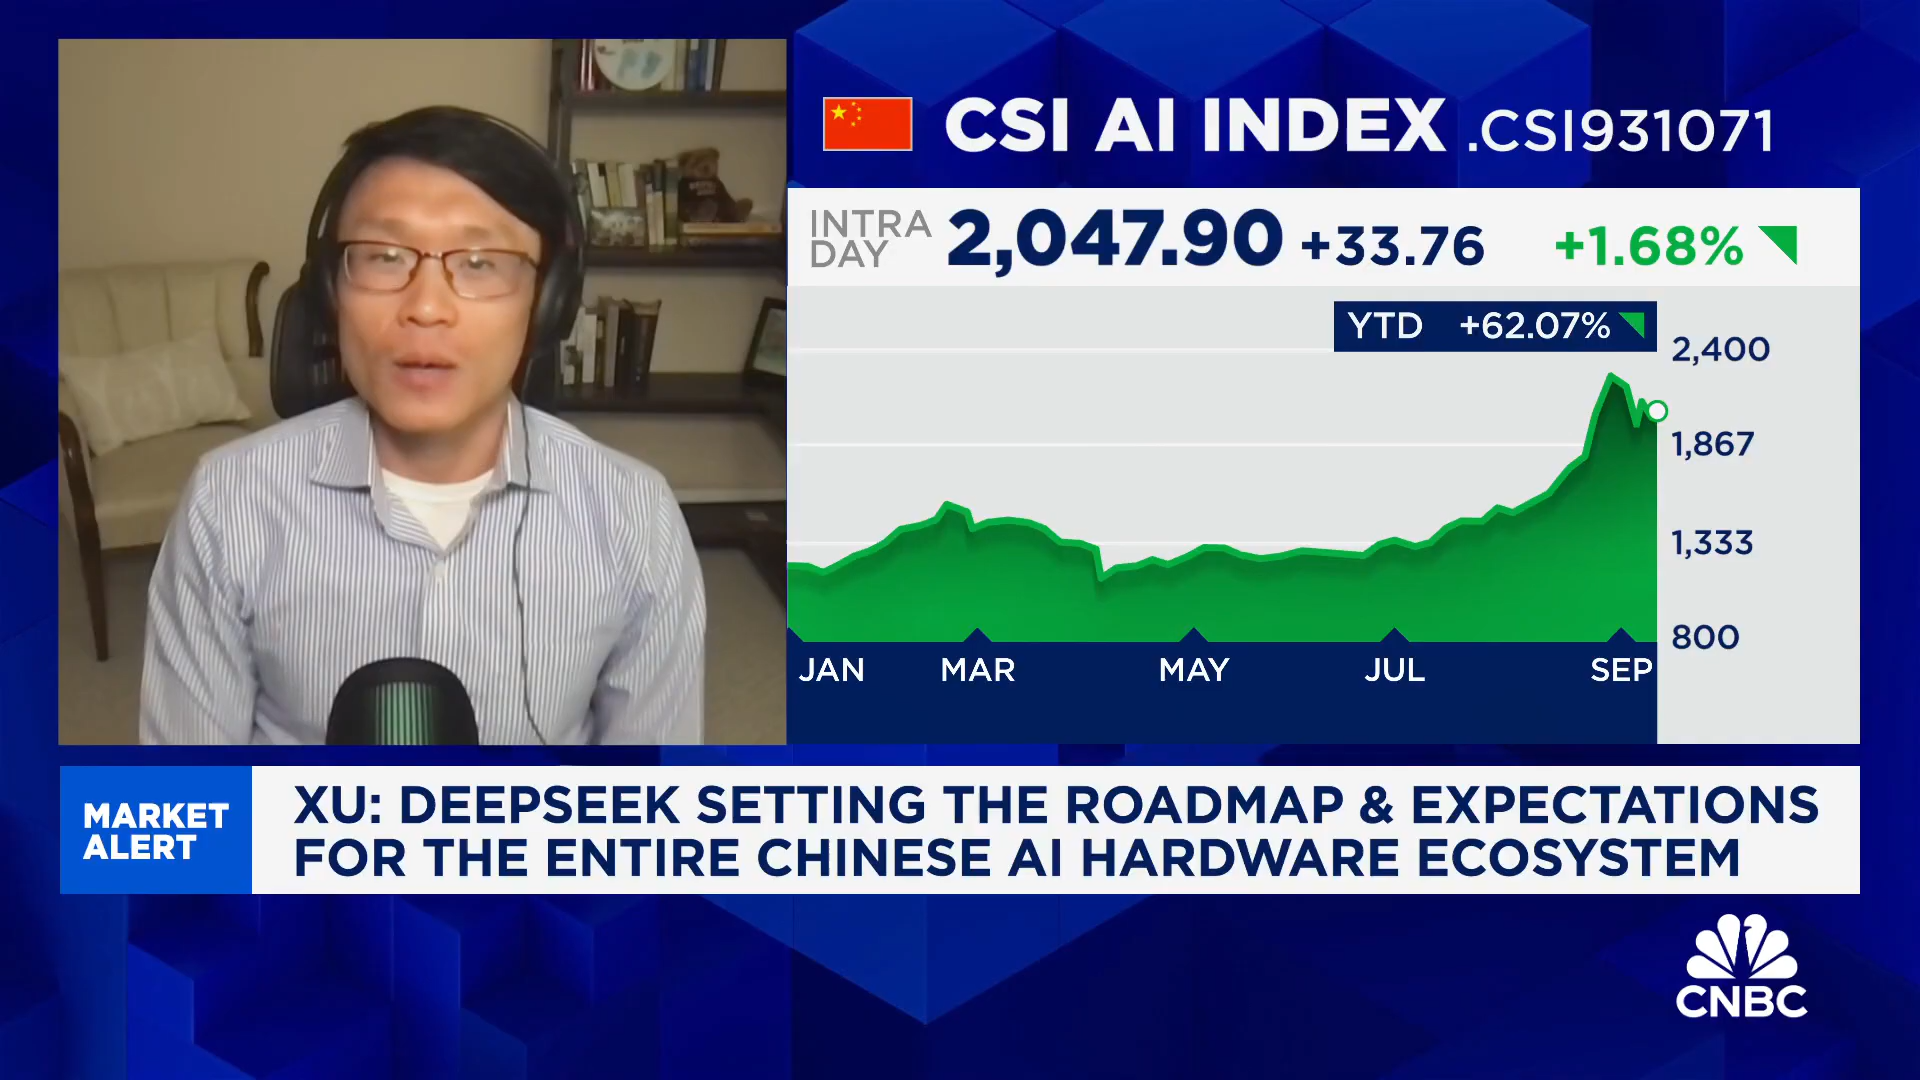 CSI AI INDEX .CSI931071
INTRA
DAY
2,047.90 +33.76 +1.68%
YTD +62.07%
2,400
1,867
1,333
800
JAN MAR MAY JUL SEP
MARKET
ALERT
XU: DEEPSEEK SETTING THE ROADMAP & EXPECTATIONS
FOR THE ENTIRE CHINESE AI HARDWARE ECOSYSTEM
CNBC